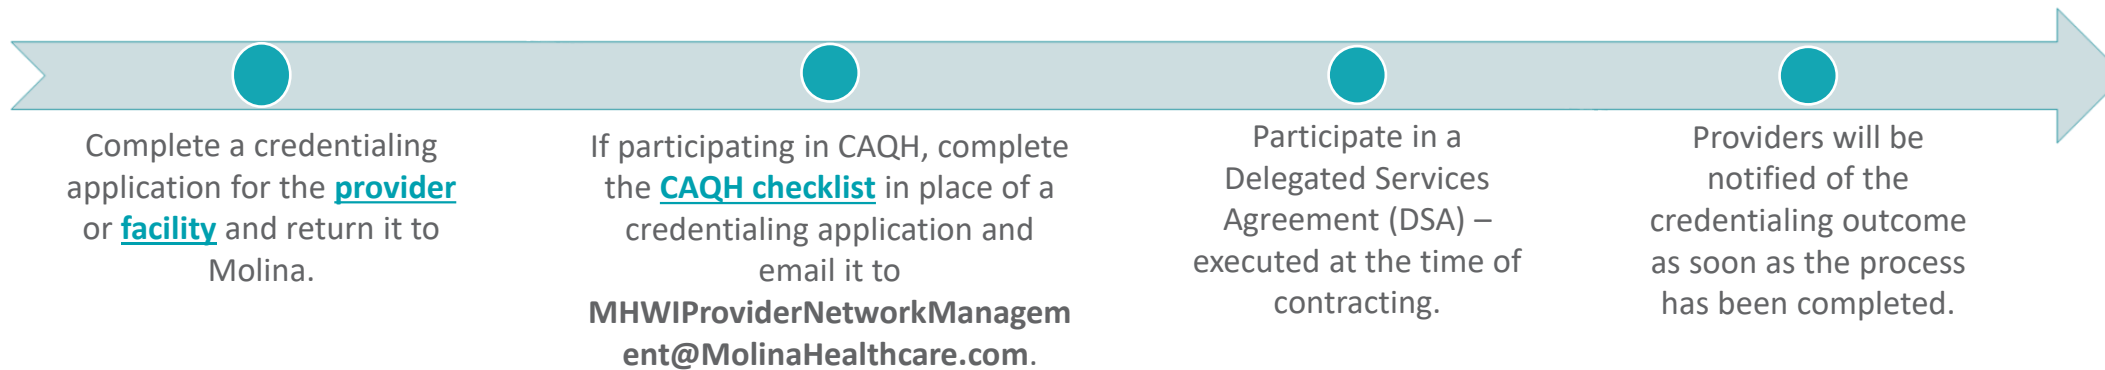 Complete a credentialing
application for the provider
or facility and return it to
Molina.
If participating in CAQH, complete
the CAQH checklist in place of a
credentialing application and
email it to
MHWIProviderNetworkManagem
ent@MolinaHealthcare.com.
Participate in a
Delegated Services
Agreement (DSA) –
executed at the time of
contracting.
Providers will be
notified of the
credentialing outcome
as soon as the process
has been completed.